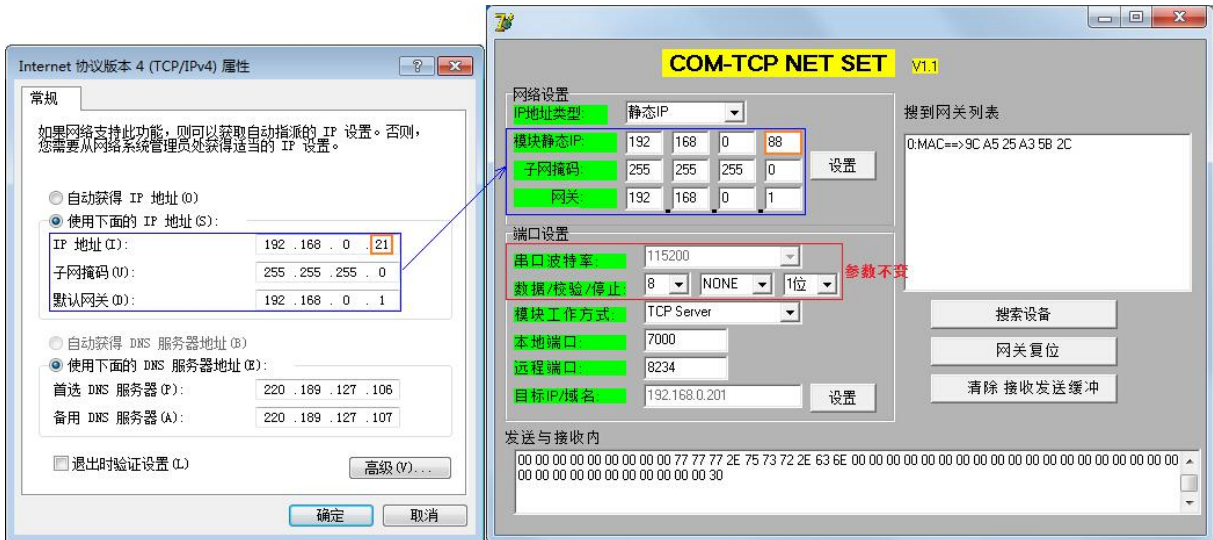 Internet 协议版本 4 (TCP/IPv4) 属性
常规
如果网络支持此功能，则可以获取自动指派的 IP 设置。否则，
您需要从网络系统管理员处获得适当的 IP 设置。
自动获得 IP 地址(O)
使用下面的 IP 地址(S):
IP 地址(I): 192 . 168 . 0 . 21
子网掩码(U): 255 . 255 . 255 . 0
默认网关(D): 192 . 168 . 0 . 1
自动获得 DNS 服务器地址(B)
使用下面的 DNS 服务器地址(E):
首选 DNS 服务器(P): 220 . 189 . 127 . 106
备用 DNS 服务器(A): 220 . 189 . 127 . 107
退出时验证设置(L)
高级(V)...
确定 取消
COM-TCP NET SET V1.1
网络设置
IP地址类型: 静态IP
模块静态IP: 192 168 0 88
子网掩码: 255 255 255 0
设置
网关: 192 168 0 1
端口设置
串口波特率: 115200
数据/校验/停止: 8 NONE 1位
参数不变
模块工作方式: TCP Server
本地端口: 7000
远程端口: 8234
目标IP/域名: 192.168.0.201
设置
搜到网关列表
0:MAC==>9C A5 25 A3 5B 2C
搜索设备
网关复位
清除 接收发送缓冲
发送与接收内
00 00 00 00 00 00 00 00 00 77 77 77 2E 75 73 72 2E 63 6E 00 00 00 00 00 00 00 00 00 00 00 00 00 00 00 00 00 00
00 00 00 00 00 00 00 00 00 00 00 30